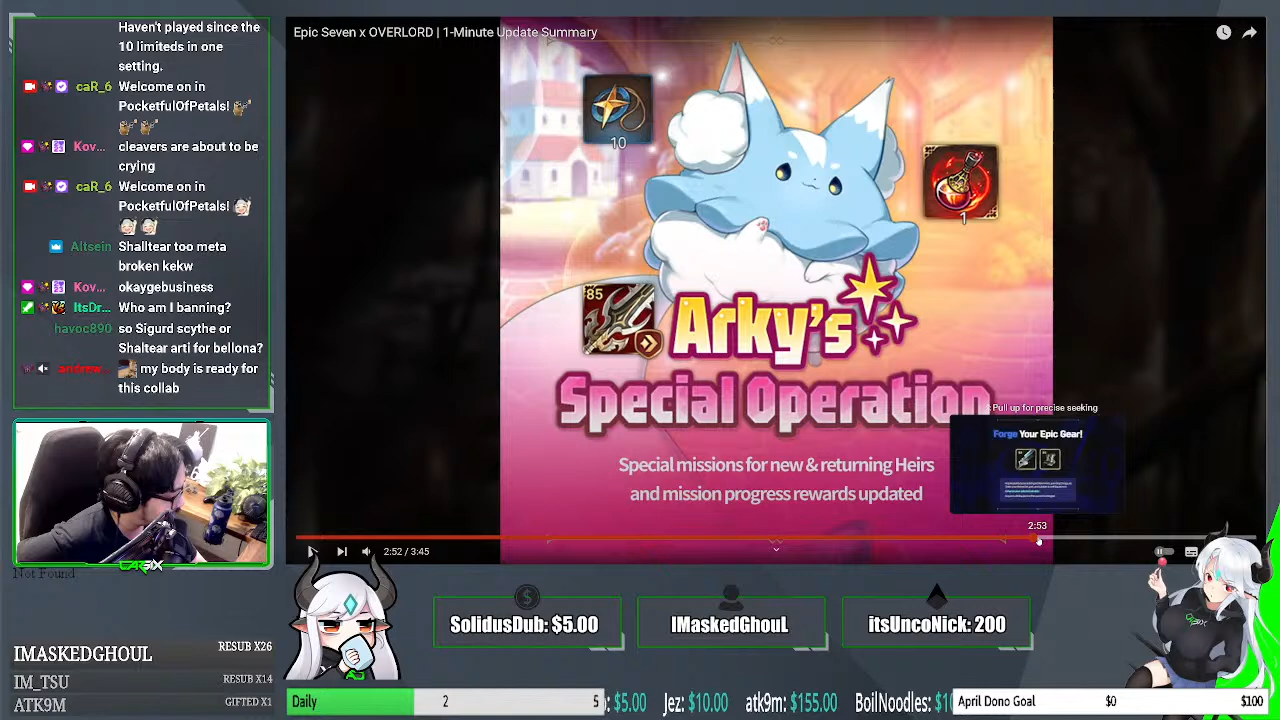 Haven't played since the
10 limiteds in one
setting.
caR_6 Welcome on in
PocketfulOfPetals!
Kov... cleavers are about to be
crying
caR_6 Welcome on in
PocketfulOfPetals!
Altsein Shalltear too meta
broken kekw
Kov... okaygebusiness
ItsDr... Who am I banning?
havoc890 so Sigurd scythe or
Shaltear arti for bellona?
andrew... my body is ready for
this collab
Epic Seven x OVERLORD | 1-Minute Update Summary
10
1
85
Arky's
Special Operation
Special missions for new & returning Heirs
and mission progress rewards updated
Pull up for precise seeking
Forge Your Epic Gear!
2:53
2:52 / 3:45
CAR6IX
Not Found
IMASKEDGHOUL RESUB X26
IM_TSU RESUB X14
ATK9M GIFTED X1
SolidusDub: $5.00
IMaskedGhouL
itsUncoNick: 200
Daily 2 5
: $5.00 Jez: $10.00 atk9m: $155.00 BoilNoodles: $10
April Dono Goal $0 $100